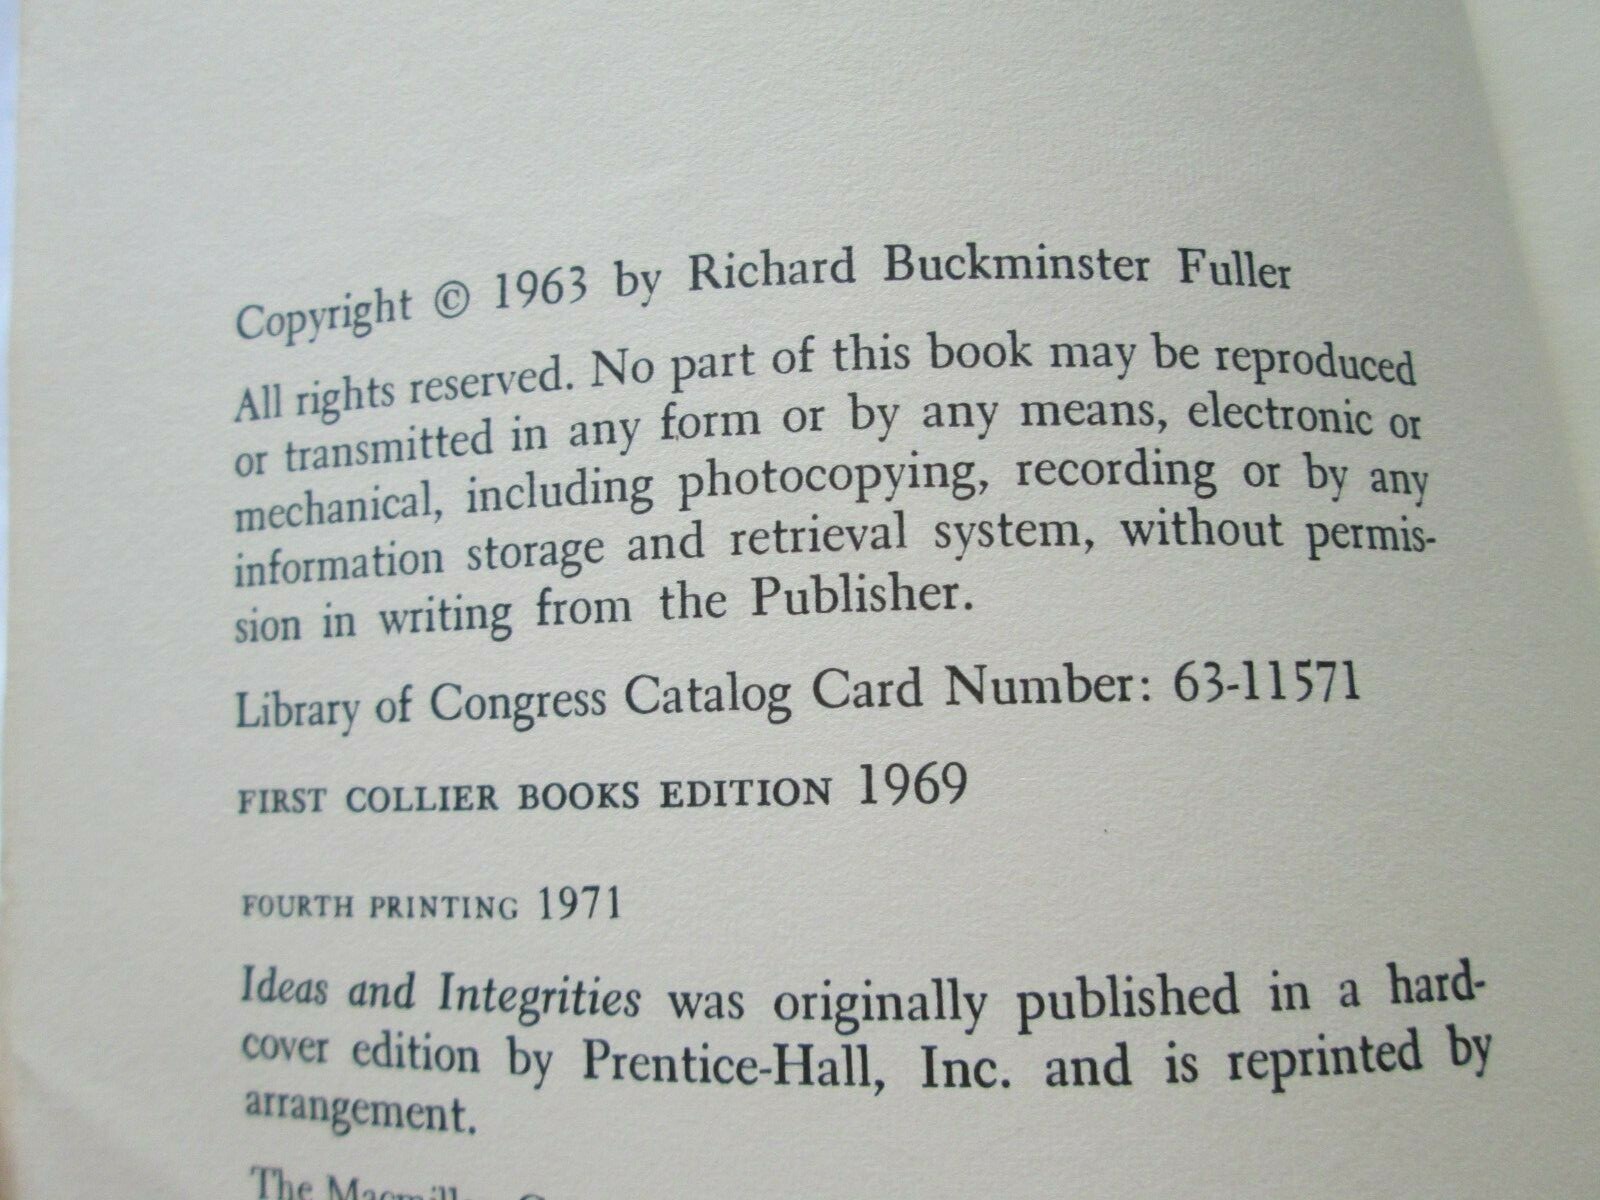 Copyright © 1963 by Richard Buckminster Fuller
All rights reserved. No part of this book may be reproduced
or transmitted in any form or by any means, electronic or
mechanical, including photocopying, recording or by any
information storage and retrieval system, without permis-
sion in writing from the Publisher.
Library of Congress Catalog Card Number: 63-11571
FIRST COLLIER BOOKS EDITION 1969
FOURTH PRINTING 1971
Ideas and Integrities was originally published in a hard-
cover edition by Prentice-Hall, Inc. and is reprinted by
arrangement.
The